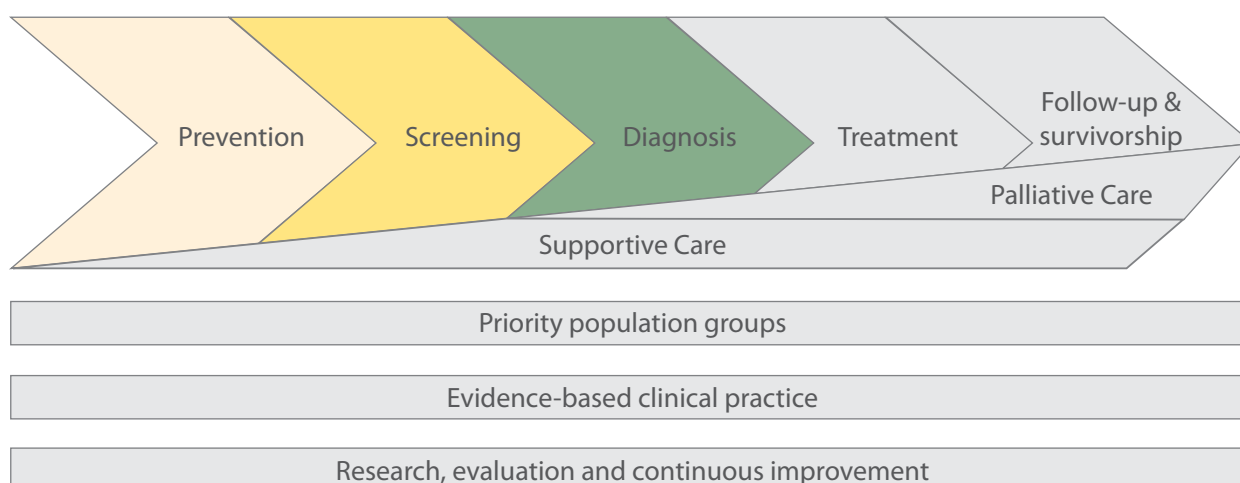 Prevention
Screening
Diagnosis
Treatment
Follow-up &
survivorship
Palliative Care
Supportive Care
Priority population groups
Evidence-based clinical practice
Research, evaluation and continuous improvement